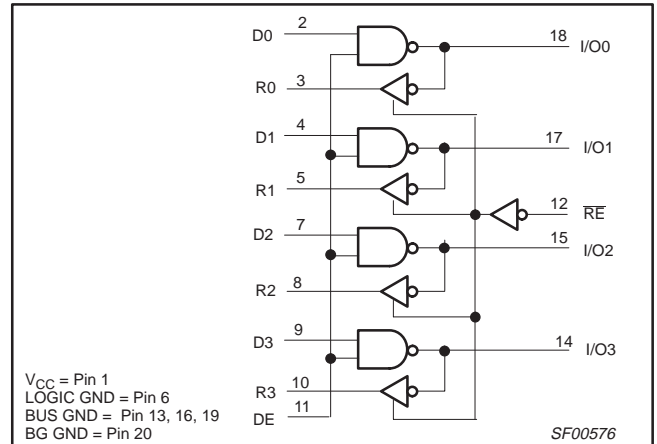 D0 2 18 I/O0
R0 3
D1 4 17 I/O1
R1 5 12 RE
D2 7 15 I/O2
R2 8
D3 9 14 I/O3
R3 10
DE 11
VCC = Pin 1
LOGIC GND = Pin 6
BUS GND = Pin 13, 16, 19
BG GND = Pin 20
SF00576